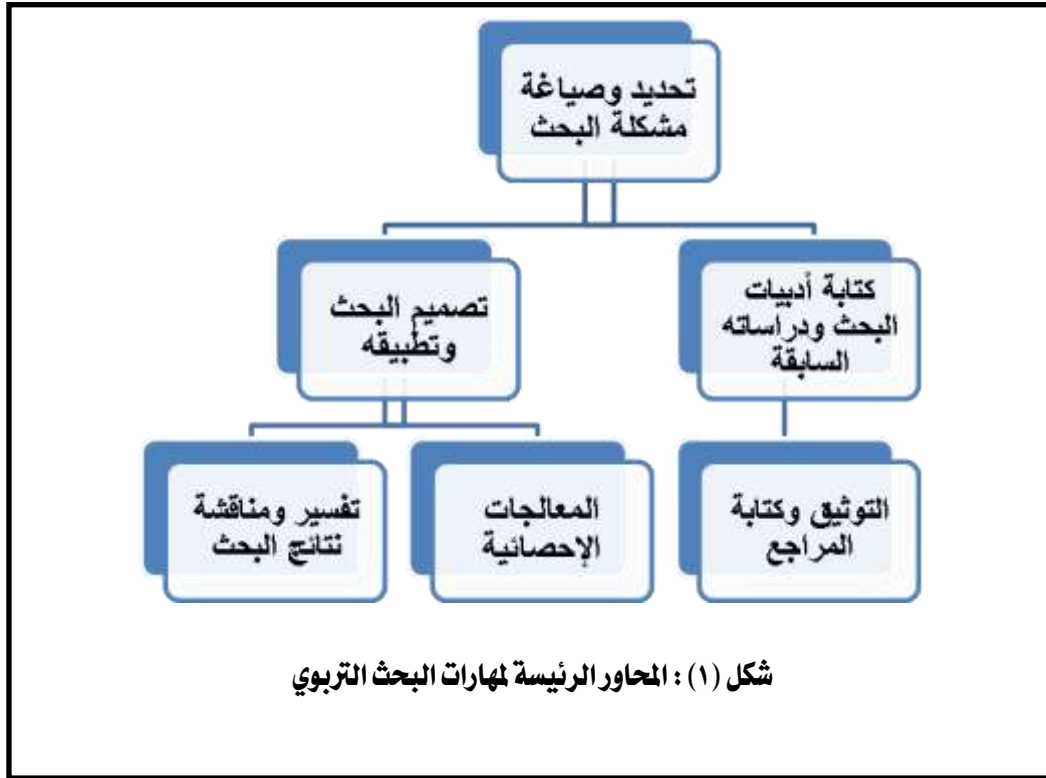 تحديد وصياغة
مشكلة البحث
كتابة أدبيات
البحث ودراساته
السابقة
تصميم البحث
وتطبيقه
التوثيق وكتابة
المراجع
المعالجات
الإحصائية
تفسير ومناقشة
نتائج البحث
شكل (١) : المحاور الرئيسة لمهارات البحث التربوي